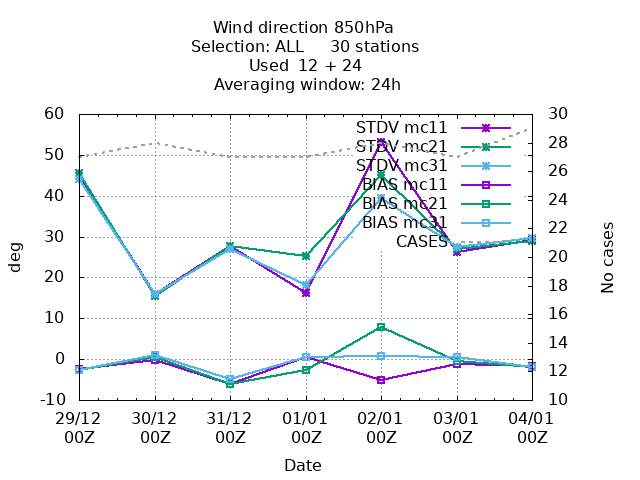 Wind direction 850hPa
Selection: ALL 30 stations
Used 12 + 24
Averaging window: 24h
60
50
40
30
20
10
0
-10
deg
30
28
26
24
22
20
18
16
14
12
10
No cases
STDV mc11
STDV mc21
STDV mc31
BIAS mc11
BIAS mc21
BIAS mc31
CASES
29/12 30/12 31/12 01/01 02/01 03/01 04/01
00Z 00Z 00Z 00Z 00Z 00Z 00Z
Date